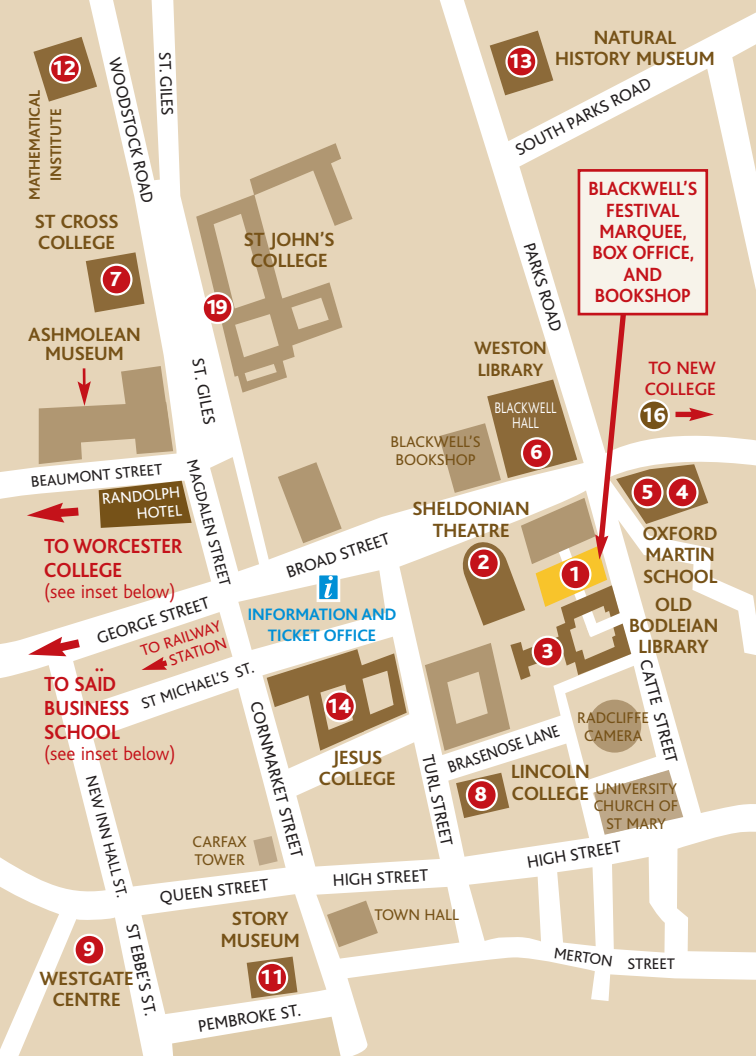 12
MATHEMATICAL
INSTITUTE
WOODSTOCK ROAD
ST. GILES
13
NATURAL
HISTORY MUSEUM
SOUTH PARKS ROAD
BLACKWELL'S
FESTIVAL
MARQUEE,
BOX OFFICE,
AND
BOOKSHOP
ST CROSS
COLLEGE
7
ST JOHN'S
COLLEGE
19
PARKS ROAD
ASHMOLEAN
MUSEUM
ST. GILES
WESTON
LIBRARY
BLACKWELL
HALL
6
BLACKWELL'S
BOOKSHOP
TO NEW
COLLEGE
16
BEAUMONT STREET
RANDOLPH
HOTEL
MAGDALEN STREET
5
4
OXFORD
MARTIN
SCHOOL
SHELDONIAN
THEATRE
2
1
TO WORCESTER
COLLEGE
(see inset below)
BROAD STREET
i
INFORMATION AND
TICKET OFFICE
GEORGE STREET
TO RAILWAY
STATION
OLD
BODLEIAN
LIBRARY
3
TO SAÏD
BUSINESS
SCHOOL
(see inset below)
ST MICHAEL'S ST.
14
JESUS
COLLEGE
CORNMARKET STREET
CATTE STREET
RADCLIFFE
CAMERA
BRASENOSE LANE
TURL STREET
8
LINCOLN
COLLEGE
UNIVERSITY
CHURCH OF
ST MARY
NEW INN HALL ST.
CARFAX
TOWER
QUEEN STREET
HIGH STREET
HIGH STREET
STORY
MUSEUM
11
TOWN HALL
9
WESTGATE
CENTRE
ST EBBE'S ST.
PEMBROKE ST.
MERTON STREET